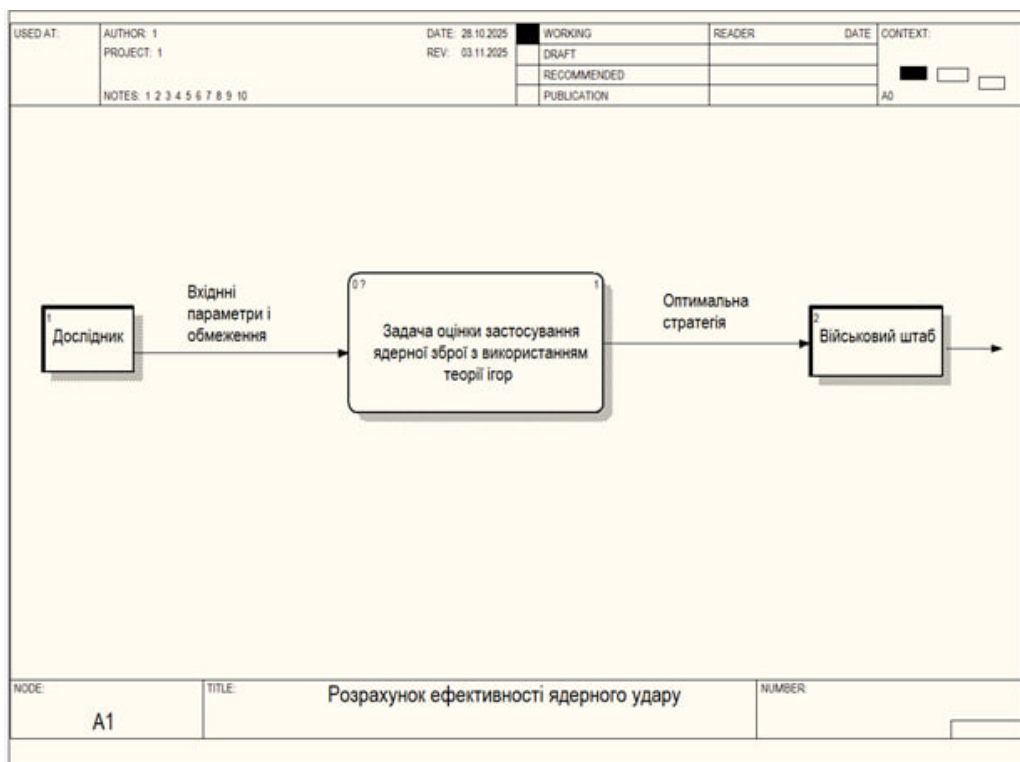 USED AT:
AUTHOR: 1
DATE: 28.10.2025
PROJECT: 1
REV: 03.11.2025
NOTES: 1 2 3 4 5 6 7 8 9 10
WORKING
DRAFT
RECOMMENDED
PUBLICATION
READER
DATE
CONTEXT:
A0
1
Дослідник
Вхіднні
параметри і
обмеження
0 ?
1
Задача оцінки застосування
ядерної зброї з використанням
теорії ігор
Оптимальна
стратегія
2
Військовий штаб
NODE:
A1
TITLE:
Розрахунок ефективності ядерного удару
NUMBER: